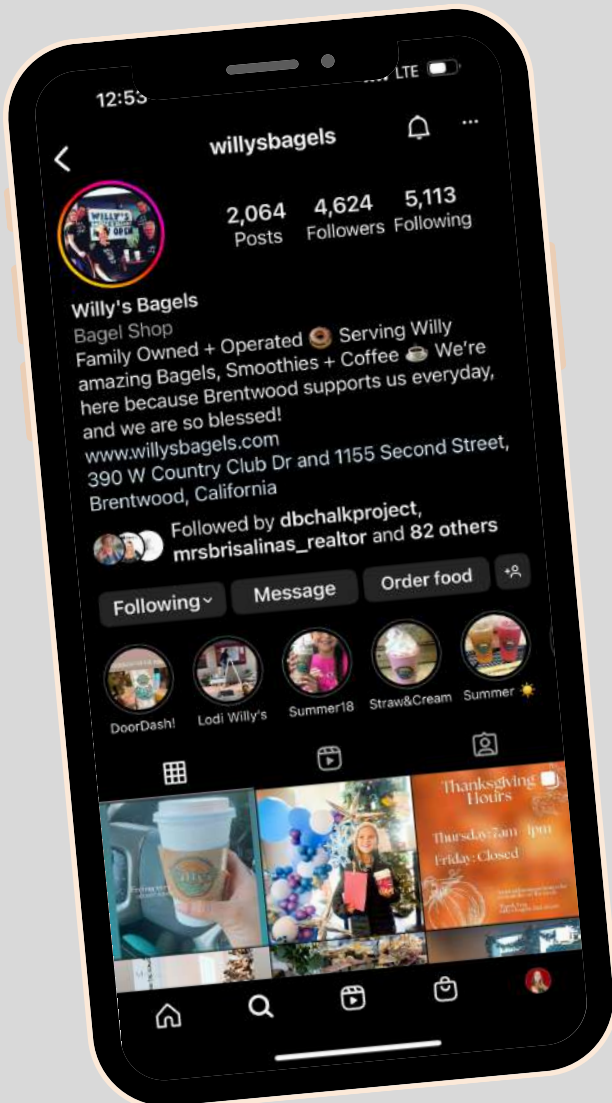 12:53
LTE
willysbagels
WILLY'S
OPEN
2,064 4,624 5,113
Posts Followers Following
Willy's Bagels
Bagel Shop
Family Owned + Operated 🍩 Serving Willy
amazing Bagels, Smoothies + Coffee ☕ We're
here because Brentwood supports us everyday,
and we are so blessed!
www.willysbagels.com
390 W Country Club Dr and 1155 Second Street,
Brentwood, California
Followed by dbchalkproject,
mrsbrisalinas_realtor and 82 others
Following Message Order food
DoorDash! Lodi Willy's Summer18 Straw&Cream Summer ☀️
Thanksgiving
Hours
Thursday: 7am - 1pm
Friday: Closed